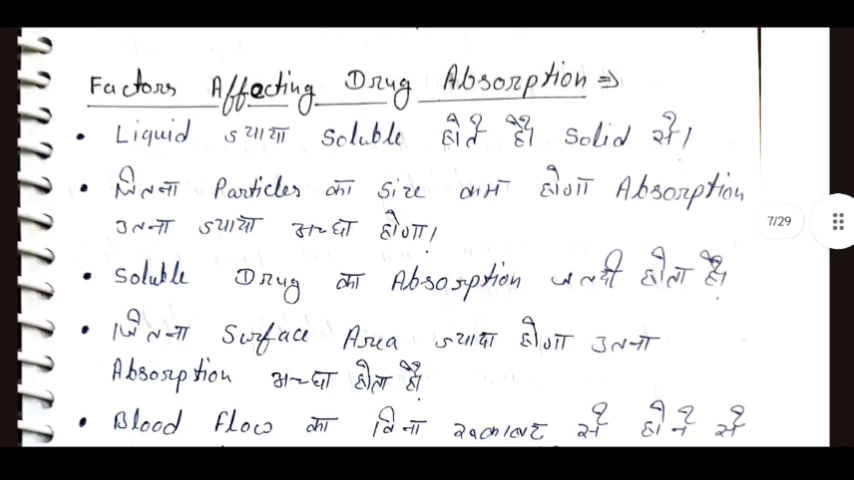 Factors Affecting Drug Absorption ⇒
• Liquid ज्यादा Soluble होते हैं Solid से।
• जितना Particles का Size कम होगा Absorption
उतना ज्यादा अच्छा होगा।
7/29
• Soluble Drug का Absorption जल्दी होता है।
• जितना Surface Area ज्यादा होगा उतना
Absorption अच्छा होता है
• Blood Flow का बिना रुकावट से होने से